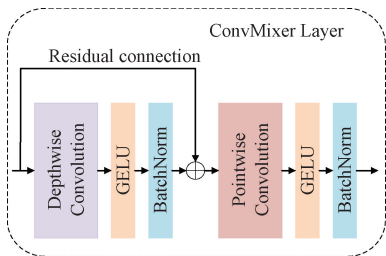 ConvMixer Layer
Residual connection
Depthwise
Convolution
GELU
BatchNorm
Pointwise
Convolution
GELU
BatchNorm